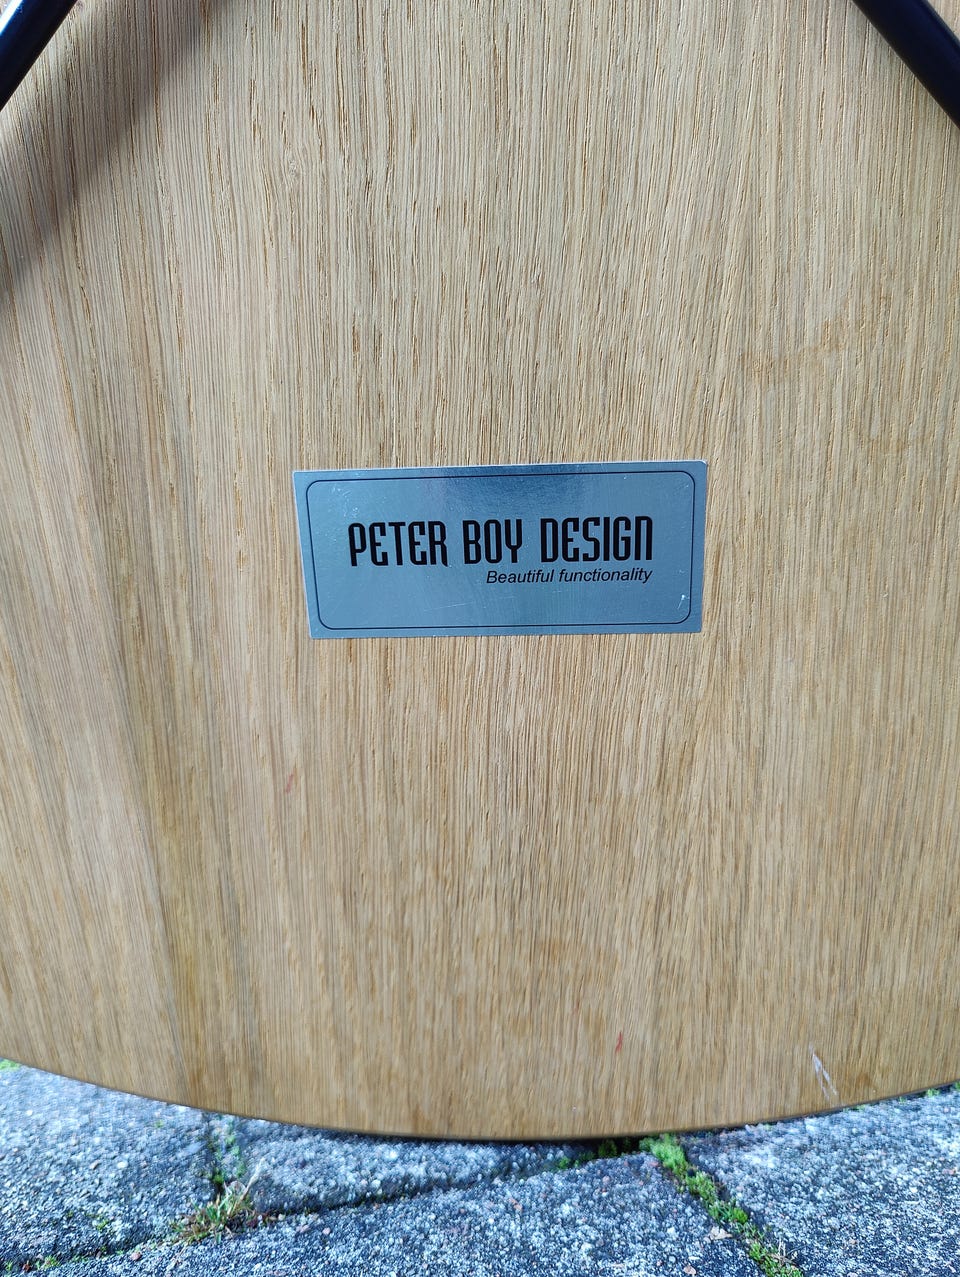 PETER BOY DESIGN
Beautiful functionality